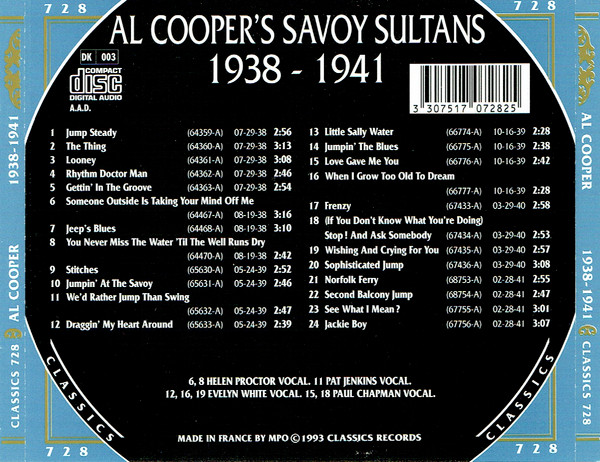 728
728
AL COOPER'S SAVOY SULTANS
1938 - 1941
DK 003
COMPACT
disc
DIGITAL AUDIO
A.A.D.
3 307517 072825
1 Jump Steady (64359-A) 07-29-38 2:56
2 The Thing (64360-A) 07-29-38 3:13
3 Looney (64361-A) 07-29-38 3:08
4 Rhythm Doctor Man (64362-A) 07-29-38 2:46
5 Gettin' In The Groove (64363-A) 07-29-38 2:54
6 Someone Outside Is Taking Your Mind Off Me
(64467-A) 08-19-38 3:16
7 Jeep's Blues (64468-A) 08-19-38 3:10
8 You Never Miss The Water 'Til The Well Runs Dry
(64470-A) 08-19-38 2:42
9 Stitches (65630-A) 05-24-39 2:52
10 Jumpin' At The Savoy (65631-A) 05-24-39 2:46
11 We'd Rather Jump Than Swing
(65632-A) 05-24-39 2:47
12 Draggin' My Heart Around (65633-A) 05-24-39 2:39
13 Little Sally Water (66774-A) 10-16-39 2:28
14 Jumpin' The Blues (66775-A) 10-16-39 2:38
15 Love Gave Me You (66776-A) 10-16-39 2:42
16 When I Grow Too Old To Dream
(66777-A) 10-16-39 2:28
17 Frenzy (67433-A) 03-29-40 2:58
18 (If You Don't Know What You're Doing)
Stop! And Ask Somebody (67434-A) 03-29-40 2:53
19 Wishing And Crying For You (67435-A) 03-29-40 2:57
20 Sophisticated Jump (67436-A) 03-29-40 3:08
21 Norfolk Ferry (68753-A) 02-28-41 2:55
22 Second Balcony Jump (68754-A) 02-28-41 2:47
23 See What I Mean? (67755-A) 02-28-41 3:01
24 Jackie Boy (67756-A) 02-28-41 3:07
6, 8 HELEN PROCTOR VOCAL. 11 PAT JENKINS VOCAL.
12, 16, 19 EVELYN WHITE VOCAL. 15, 18 PAUL CHAPMAN VOCAL.
MADE IN FRANCE BY MPO © 1993 CLASSICS RECORDS
CLASSICS
CLASSICS
728
728
CLASSICS 728 AL COOPER 1938-1941
AL COOPER 1938-1941 CLASSICS 728